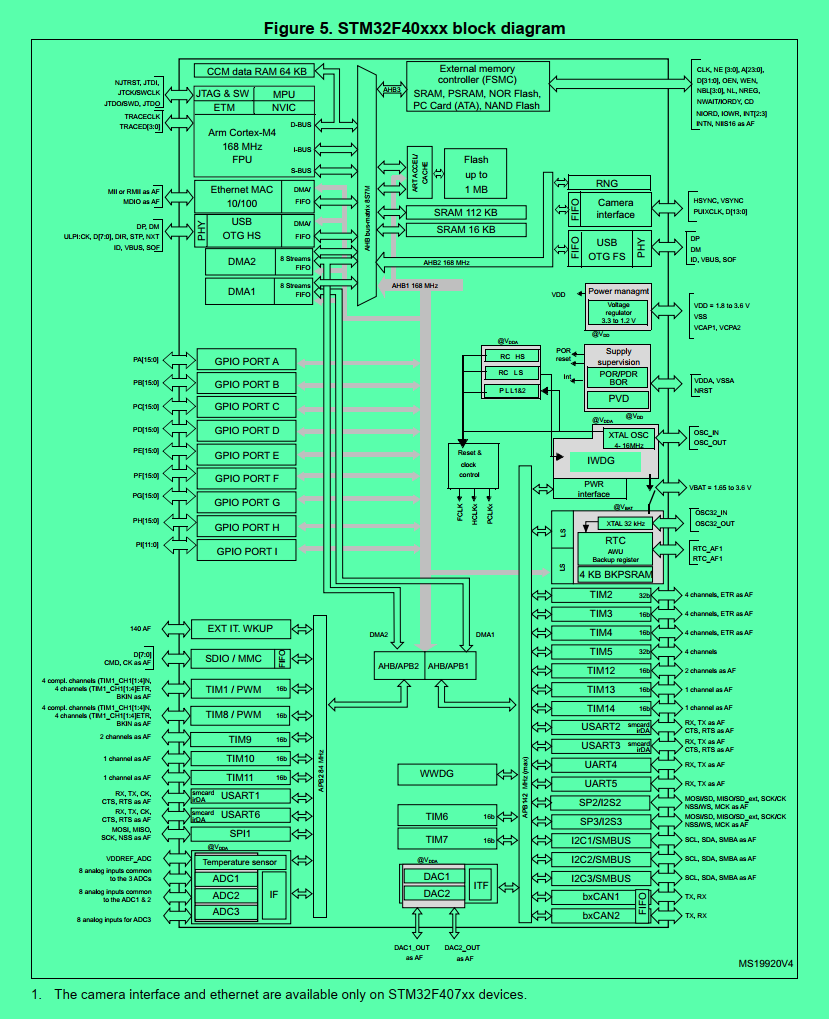 Figure 5. STM32F40xxx block diagram
CCM data RAM 64 KB
External memory
controller (FSMC)
SRAM, PSRAM, NOR Flash,
PC Card (ATA), NAND Flash
AHB3
CLK, NE [3:0], A[23:0],
D[31:0], OEN, WEN,
NBL[3:0], NL, NREG,
NWAIT/IORDY, CD
NIORD, IOWR, INT[2:3]
INTN, NIIS16 as AF
NJTRST, JTDI,
JTCK/SWCLK
JTDO/SWD, JTDO
TRACECLK
TRACED[3:0]
JTAG & SW
MPU
ETM
NVIC
Arm Cortex-M4
168 MHz
FPU
D-BUS
I-BUS
S-BUS
AHB bus-matrix 8S7M
ART ACCEL/
CACHE
Flash
up to
1 MB
SRAM 112 KB
SRAM 16 KB
AHB2 168 MHz
AHB1 168 MHz
MII or RMII as AF
MDIO as AF
Ethernet MAC
10/100
DMA/
FIFO
DP, DM
ULPI:CK, D[7:0], DIR, STP, NXT
ID, VBUS, SOF
PHY
USB
OTG HS
DMA/
FIFO
DMA2
8 Streams
FIFO
DMA1
8 Streams
FIFO
RNG
FIFO
Camera
interface
HSYNC, VSYNC
PUIXCLK, D[13:0]
FIFO
USB
OTG FS
PHY
DP
DM
ID, VBUS, SOF
VDD
Power managmt
Voltage
regulator
3.3 to 1.2 V
@VDD
VDD = 1.8 to 3.6 V
VSS
VCAP1, VCPA2
@VDDA
RC HS
RC LS
PLL1&2
POR
reset
Int
Supply
supervision
POR/PDR
BOR
PVD
@VDD
VDDA, VSSA
NRST
@VDDA
XTAL OSC
4- 16MHz
OSC_IN
OSC_OUT
IWDG
PWR
interface
VBAT = 1.65 to 3.6 V
@VBAT
Reset &
clock
control
FCLK
HCLKx
PCLKx
LS
LS
XTAL 32 kHz
OSC32_IN
OSC32_OUT
RTC
AWU
Backup register
RTC_AF1
RTC_AF1
4 KB BKPSRAM
PA[15:0]
GPIO PORT A
PB[15:0]
GPIO PORT B
PC[15:0]
GPIO PORT C
PD[15:0]
GPIO PORT D
PE[15:0]
GPIO PORT E
PF[15:0]
GPIO PORT F
PG[15:0]
GPIO PORT G
PH[15:0]
GPIO PORT H
PI[11:0]
GPIO PORT I
DMA2
DMA1
AHB/APB2
AHB/APB1
140 AF
EXT IT. WKUP
D[7:0]
CMD, CK as AF
SDIO / MMC
FIFO
4 compl. channels (TIM1_CH1[1:4]N,
4 channels (TIM1_CH1[1:4]ETR,
BKIN as AF
TIM1 / PWM
16b
4 compl. channels (TIM1_CH1[1:4]N,
4 channels (TIM1_CH1[1:4]ETR,
BKIN as AF
TIM8 / PWM
16b
2 channels as AF
TIM9
16b
1 channel as AF
TIM10
16b
1 channel as AF
TIM11
16b
RX, TX, CK,
CTS, RTS as AF
smcard
irDA
USART1
RX, TX, CK,
CTS, RTS as AF
smcard
irDA
USART6
MOSI, MISO,
SCK, NSS as AF
SPI1
@VDDA
VDDREF_ADC
Temperature sensor
8 analog inputs common
to the 3 ADCs
ADC1
8 analog inputs common
to the ADC1 & 2
ADC2
8 analog inputs for ADC3
ADC3
IF
APB2 84 MHz
WWDG
TIM6
16b
TIM7
16b
@VDDA
DAC1
DAC2
ITF
DAC1_OUT
as AF
DAC2_OUT
as AF
APB142 MHz (max)
TIM2
32b
4 channels, ETR as AF
TIM3
16b
4 channels, ETR as AF
TIM4
16b
4 channels, ETR as AF
TIM5
32b
4 channels
TIM12
16b
2 channels as AF
TIM13
16b
1 channel as AF
TIM14
16b
1 channel as AF
USART2
smcard
irDA
RX, TX as AF
CTS, RTS as AF
USART3
smcard
irDA
RX, TX as AF
CTS, RTS as AF
UART4
RX, TX as AF
UART5
RX, TX as AF
SP2/I2S2
MOSI/SD, MISO/SD_ext, SCK/CK
NSS/WS, MCK as AF
SP3/I2S3
MOSI/SD, MISO/SD_ext, SCK/CK
NSS/WS, MCK as AF
I2C1/SMBUS
SCL, SDA, SMBA as AF
I2C2/SMBUS
SCL, SDA, SMBA as AF
I2C3/SMBUS
SCL, SDA, SMBA as AF
bxCAN1
TX, RX
bxCAN2
TX, RX
FIFO
MS19920V4
1. The camera interface and ethernet are available only on STM32F407xx devices.